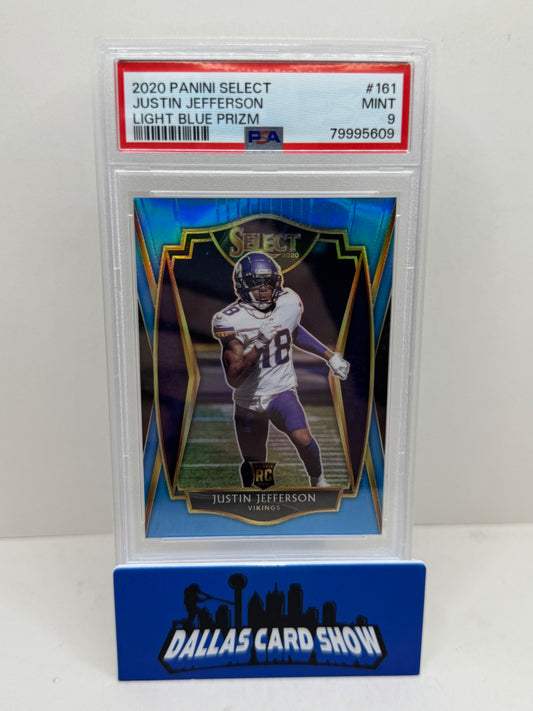 2020 PANINI SELECT #161
JUSTIN JEFFERSON MINT
LIGHT BLUE PRIZM 9
PSA 79995609
SELECT
2020
18
RC
JUSTIN JEFFERSON
VIKINGS
DALLAS CARD SHOW